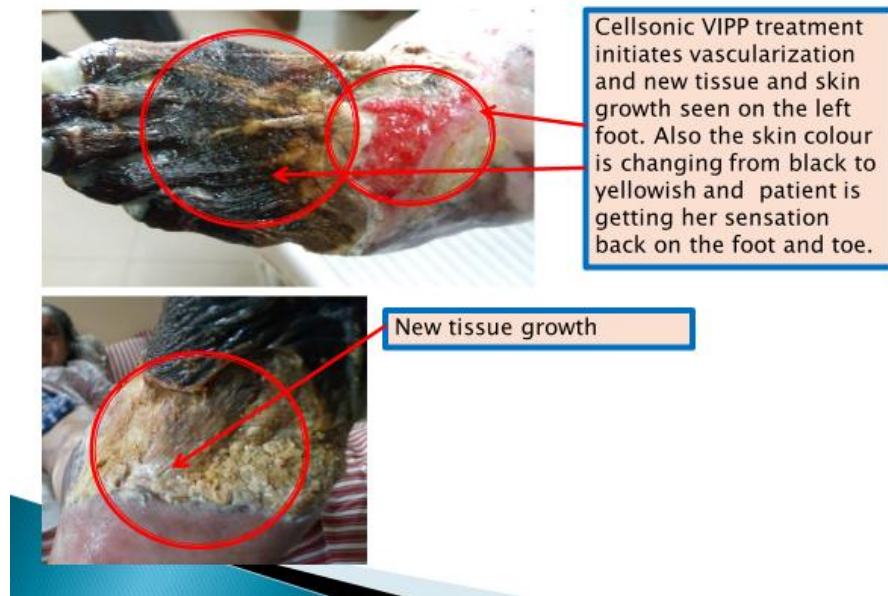 Cellsonic VIPP treatment
initiates vascularization
and new tissue and skin
growth seen on the left
foot. Also the skin colour
is changing from black to
yellowish and patient is
getting her sensation
back on the foot and toe.
New tissue growth